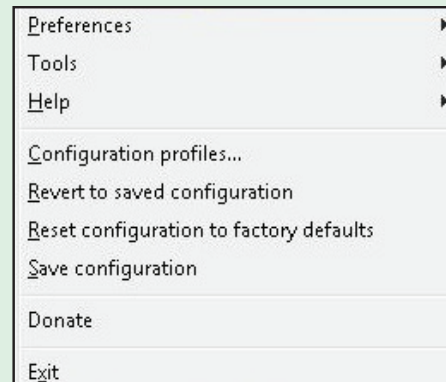 Preferences
Tools
Help
Configuration profiles...
Revert to saved configuration
Reset configuration to factory defaults
Save configuration
Donate
Exit